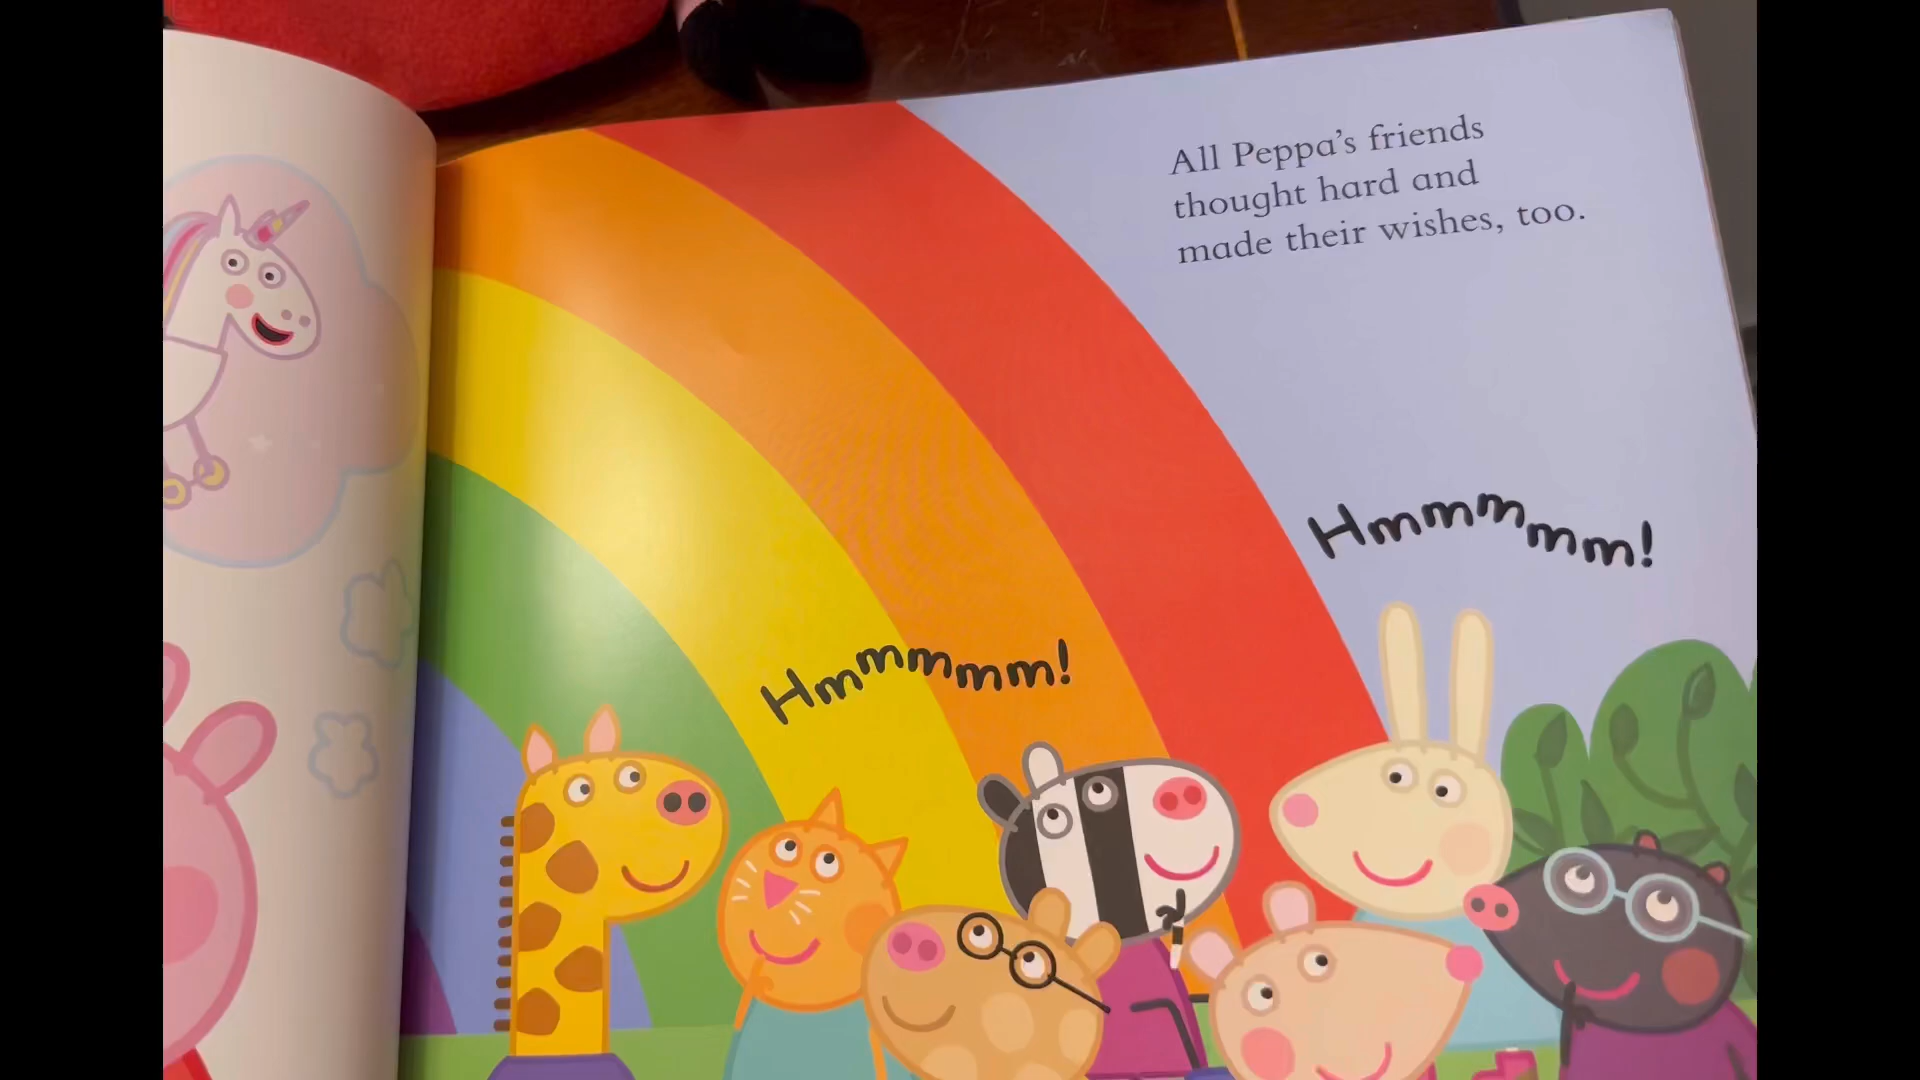 All Peppa's friends
thought hard and
made their wishes, too.
Hmmmmmm!
Hmmmmmm!